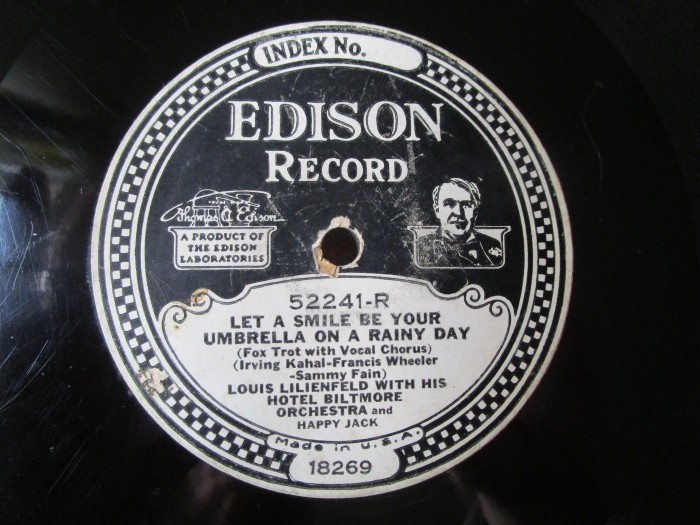 INDEX No.
EDISON
RECORD
TRADE MARK
Thomas A Edison
A PRODUCT OF
THE EDISON
LABORATORIES
52241-R
LET A SMILE BE YOUR
UMBRELLA ON A RAINY DAY
(Fox Trot with Vocal Chorus)
(Irving Kahal-Francis Wheeler
-Sammy Fain)
LOUIS LILIENFELD WITH HIS
HOTEL BILTMORE
ORCHESTRA and
HAPPY JACK
Made in U.S.A.
18269